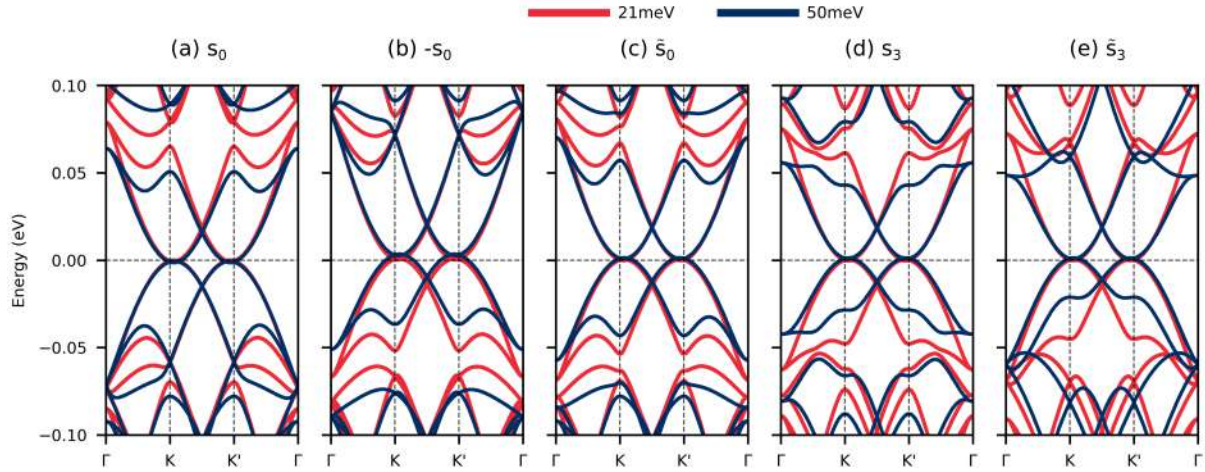 21meV 50meV
(a) s₀ (b) -s₀ (c) s̃₀ (d) s₃ (e) s̃₃
Energy (eV)
0.10
0.05
0.00
−0.05
−0.10
Γ K K' Γ Γ K K' Γ Γ K K' Γ Γ K K' Γ Γ K K' Γ